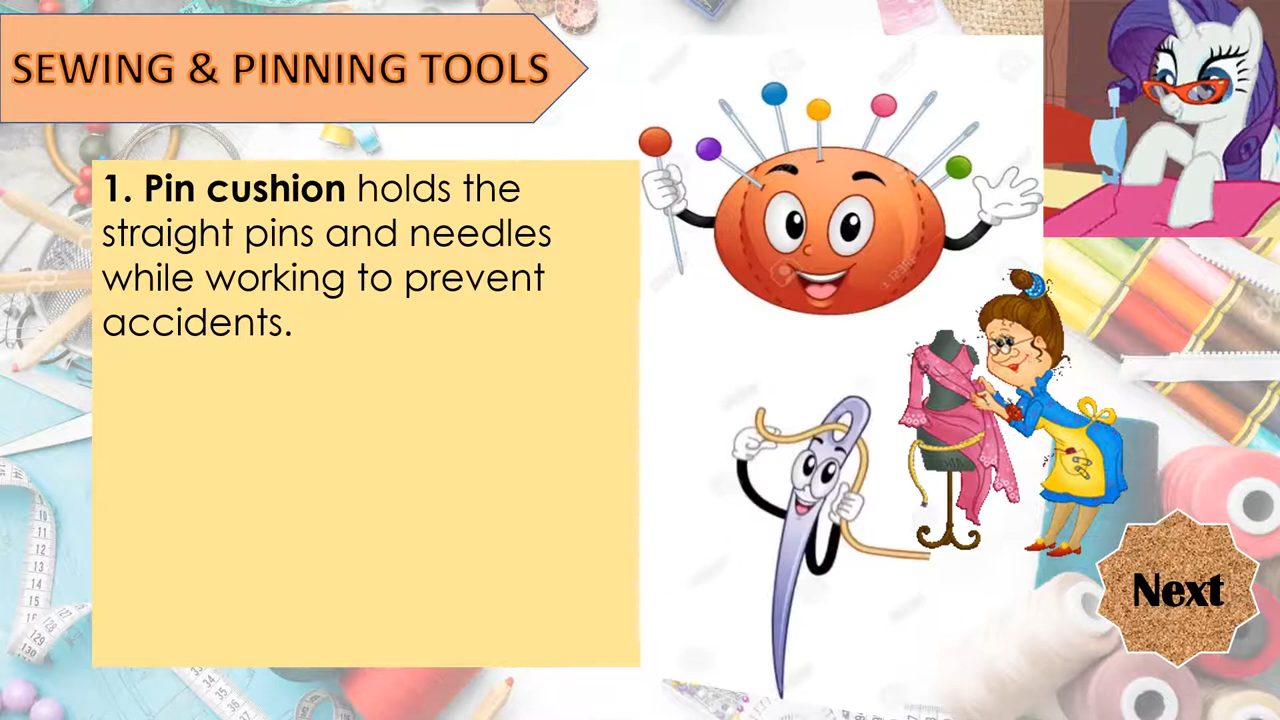 SEWING & PINNING TOOLS
1. Pin cushion holds the
straight pins and needles
while working to prevent
accidents.
Next